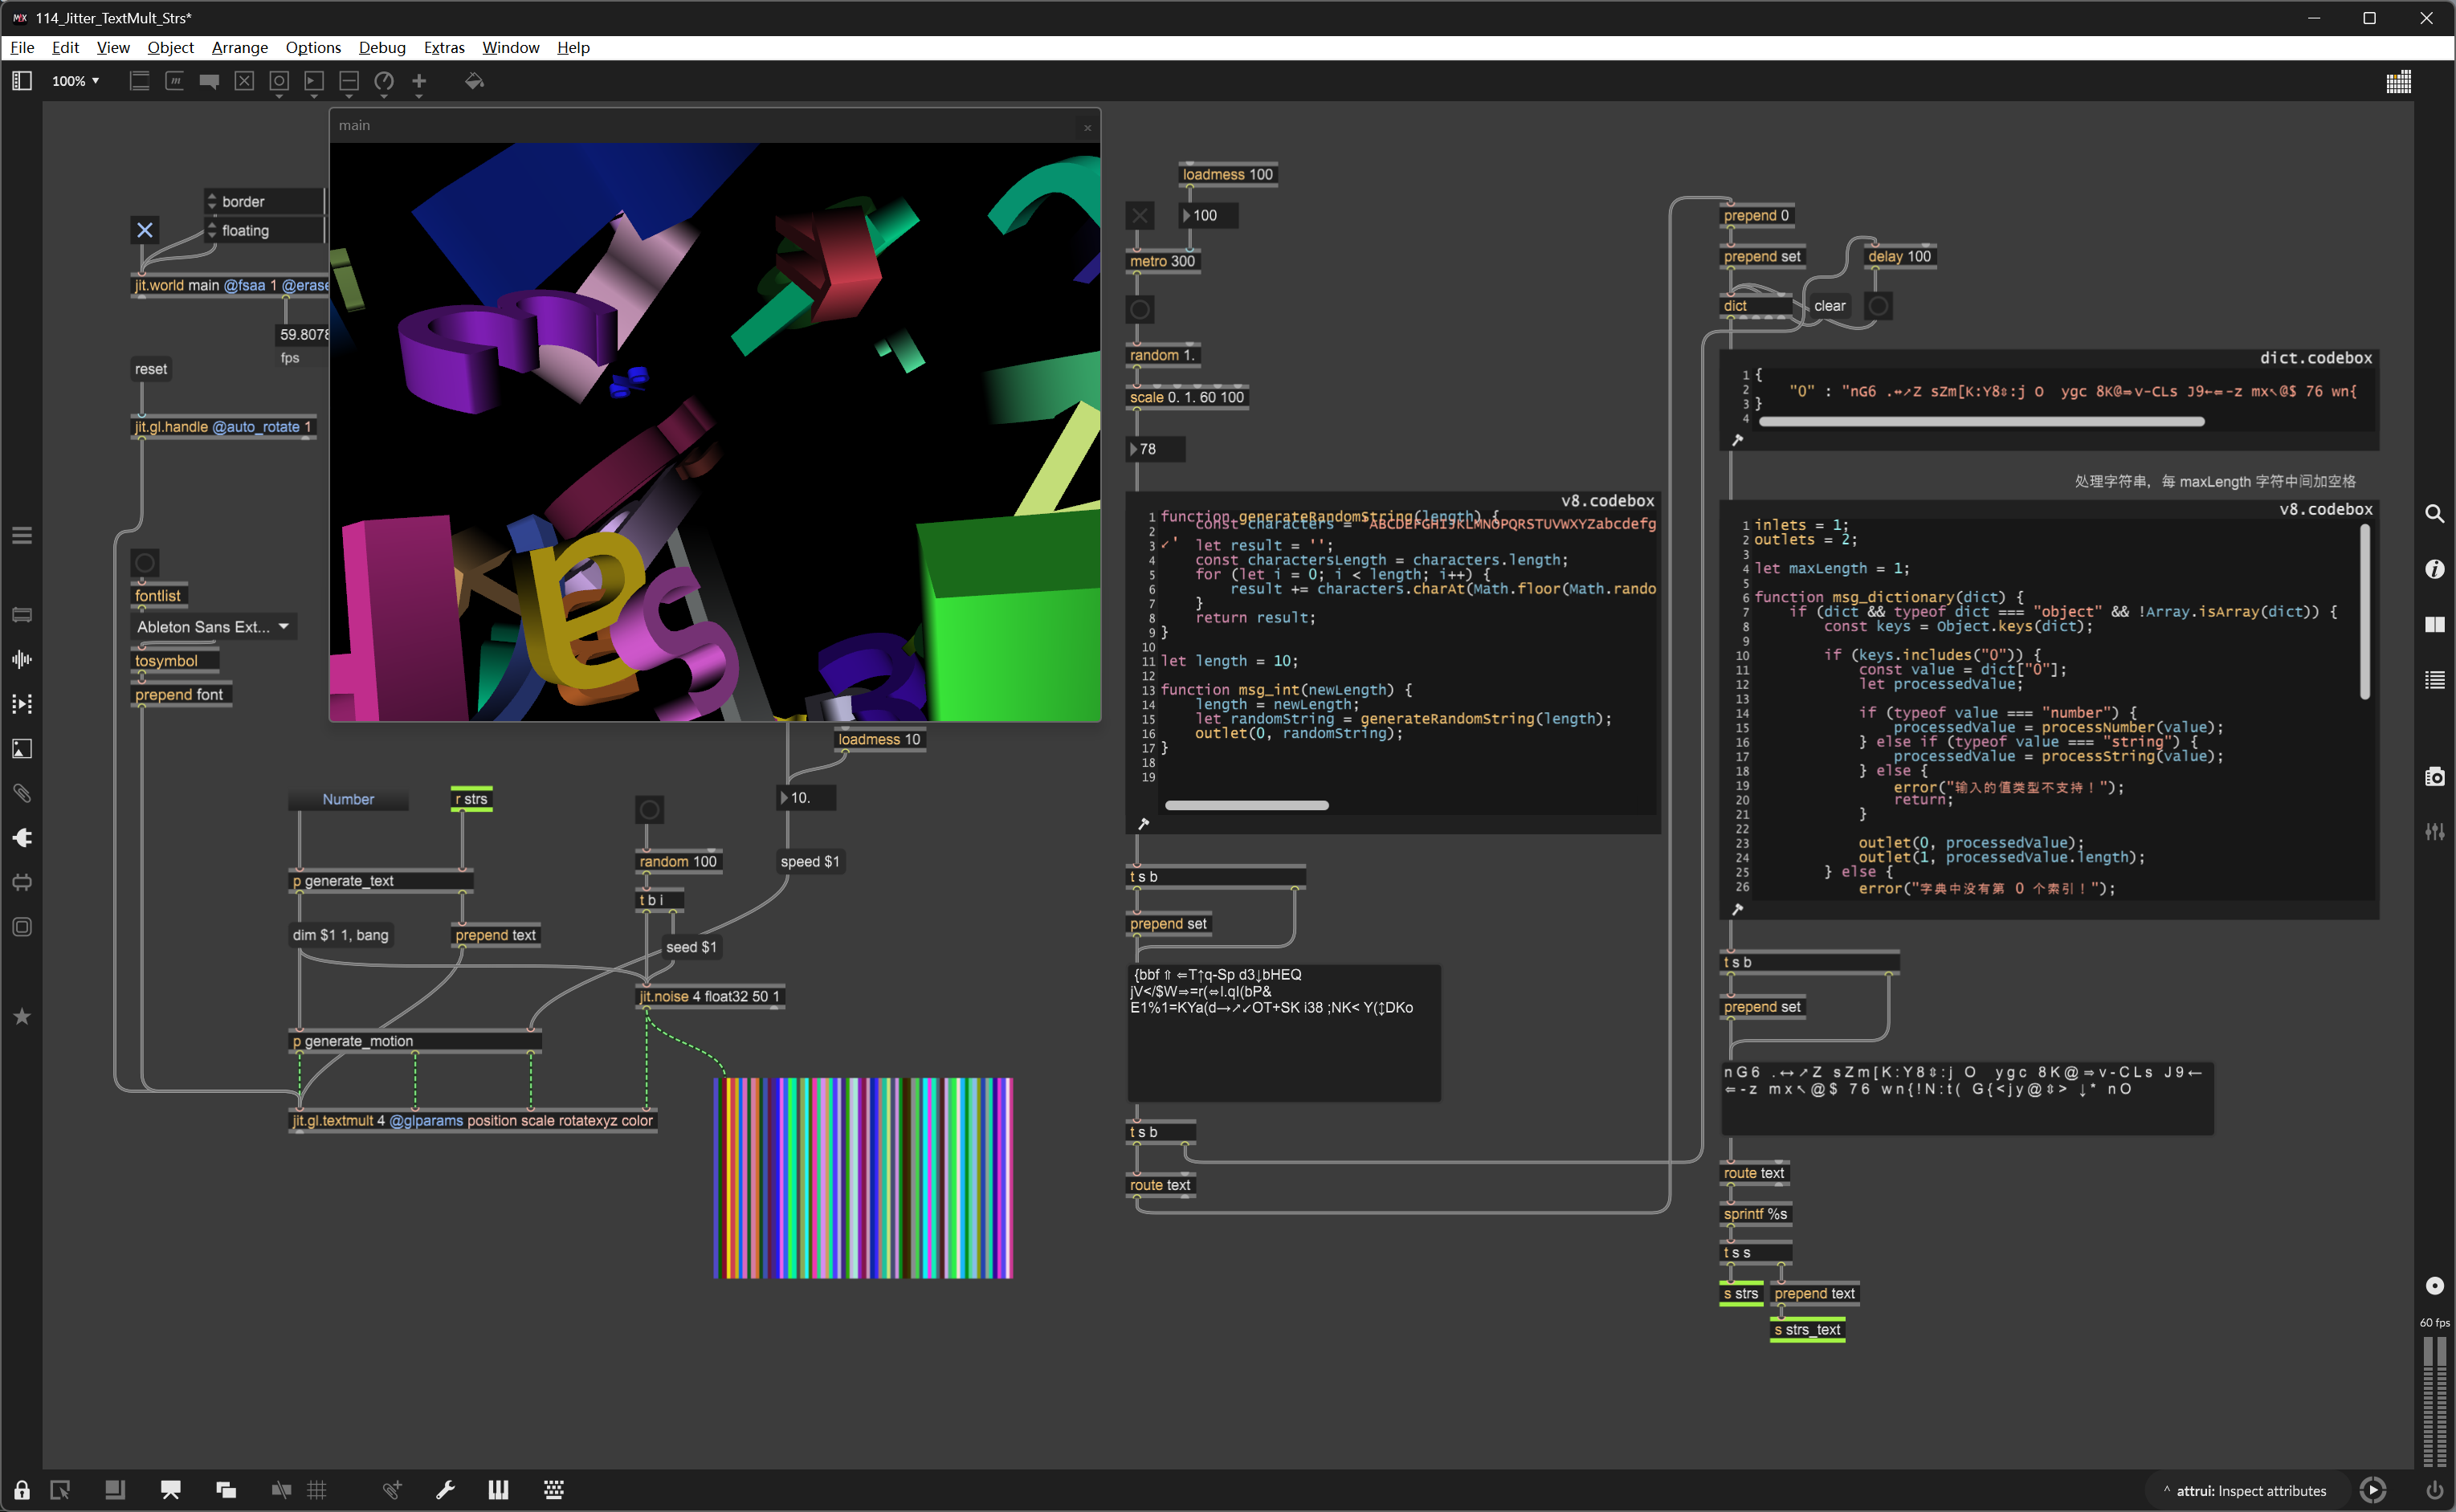 114_Jitter_TextMult_Strs*
File Edit View Object Arrange Options Debug Extras Window Help
100%
main
border
floating
jit.world main @fsaa 1 @erase
59.8078
fps
reset
jit.gl.handle @auto_rotate 1
fontlist
Ableton Sans Ext...
tosymbol
prepend font
loadmess 10
10.
speed $1
Number
r strs
p generate_text
dim $1 1, bang
prepend text
random 100
t b i
seed $1
jit.noise 4 float32 50 1
p generate_motion
jit.gl.textmult 4 @glparams position scale rotatexyz color
loadmess 100
100
metro 300
random 1.
scale 0. 1. 60 100
78
v8.codebox
1 function generateRandomString(length) {
2 const characters = 'ABCDEFGHIJKLMNOPQRSTUVWXYZabcdefg
3 ↙' let result = '';
4 const charactersLength = characters.length;
5 for (let i = 0; i < length; i++) {
6 result += characters.charAt(Math.floor(Math.rando
7 }
8 return result;
9 }
10
11 let length = 10;
12
13 function msg_int(newLength) {
14 length = newLength;
15 let randomString = generateRandomString(length);
16 outlet(0, randomString);
17 }
18
19
t s b
prepend set
{bbf⇑⇐T↑q-Sp d3↓bHEQ
jV</$W⇒=r(⇔l.qI(bP&
E1%1=KYa(d→↗↙OT+SK i38 ;NK< Y(↕DKo
t s b
route text
prepend 0
prepend set
delay 100
dict
clear
dict.codebox
1 {
2 "0" : "nG6 .↔↗Z sZm[K:Y8⇕:j O  ygc 8K@⇒v-CLs J9←⇐-z mx↖@$ 76 wn{
3 }
4
处理字符串，每 maxLength 字符中间加空格
v8.codebox
1 inlets = 1;
2 outlets = 2;
3
4 let maxLength = 1;
5
6 function msg_dictionary(dict) {
7 if (dict && typeof dict === "object" && !Array.isArray(dict)) {
8 const keys = Object.keys(dict);
9
10 if (keys.includes("0")) {
11 const value = dict["0"];
12 let processedValue;
13
14 if (typeof value === "number") {
15 processedValue = processNumber(value);
16 } else if (typeof value === "string") {
17 processedValue = processString(value);
18 } else {
19 error("输入的值类型不支持！");
20 return;
21 }
22
23 outlet(0, processedValue);
24 outlet(1, processedValue.length);
25 } else {
26 error("字典中没有第 0 个索引！");
t s b
prepend set
n G 6  . ↔ ↗ Z  s Z m [ K : Y 8 ⇕ : j  O   y g c  8 K @ ⇒ v - C L s  J 9 ←
⇐ - z  m x ↖ @ $  7 6  w n { ! N : t (  G { < j y @ ⇕ >  ↓ *  n O
route text
sprintf %s
t s s
s strs
prepend text
s strs_text
60 fps
^ attrui: Inspect attributes